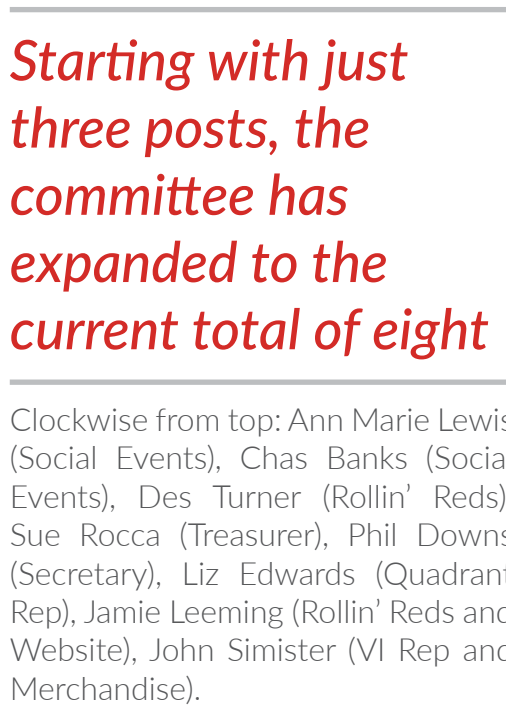 Starting with just
three posts, the
committee has
expanded to the
current total of eight
Clockwise from top: Ann Marie Lewis
(Social Events), Chas Banks (Social
Events), Des Turner (Rollin’ Reds)
Sue Rocca (Treasurer), Phil Downs
(Secretary), Liz Edwards (Quadrant
Rep), Jamie Leeming (Rollin’ Reds and
Website), John Simister (VI Rep and
Merchandise).